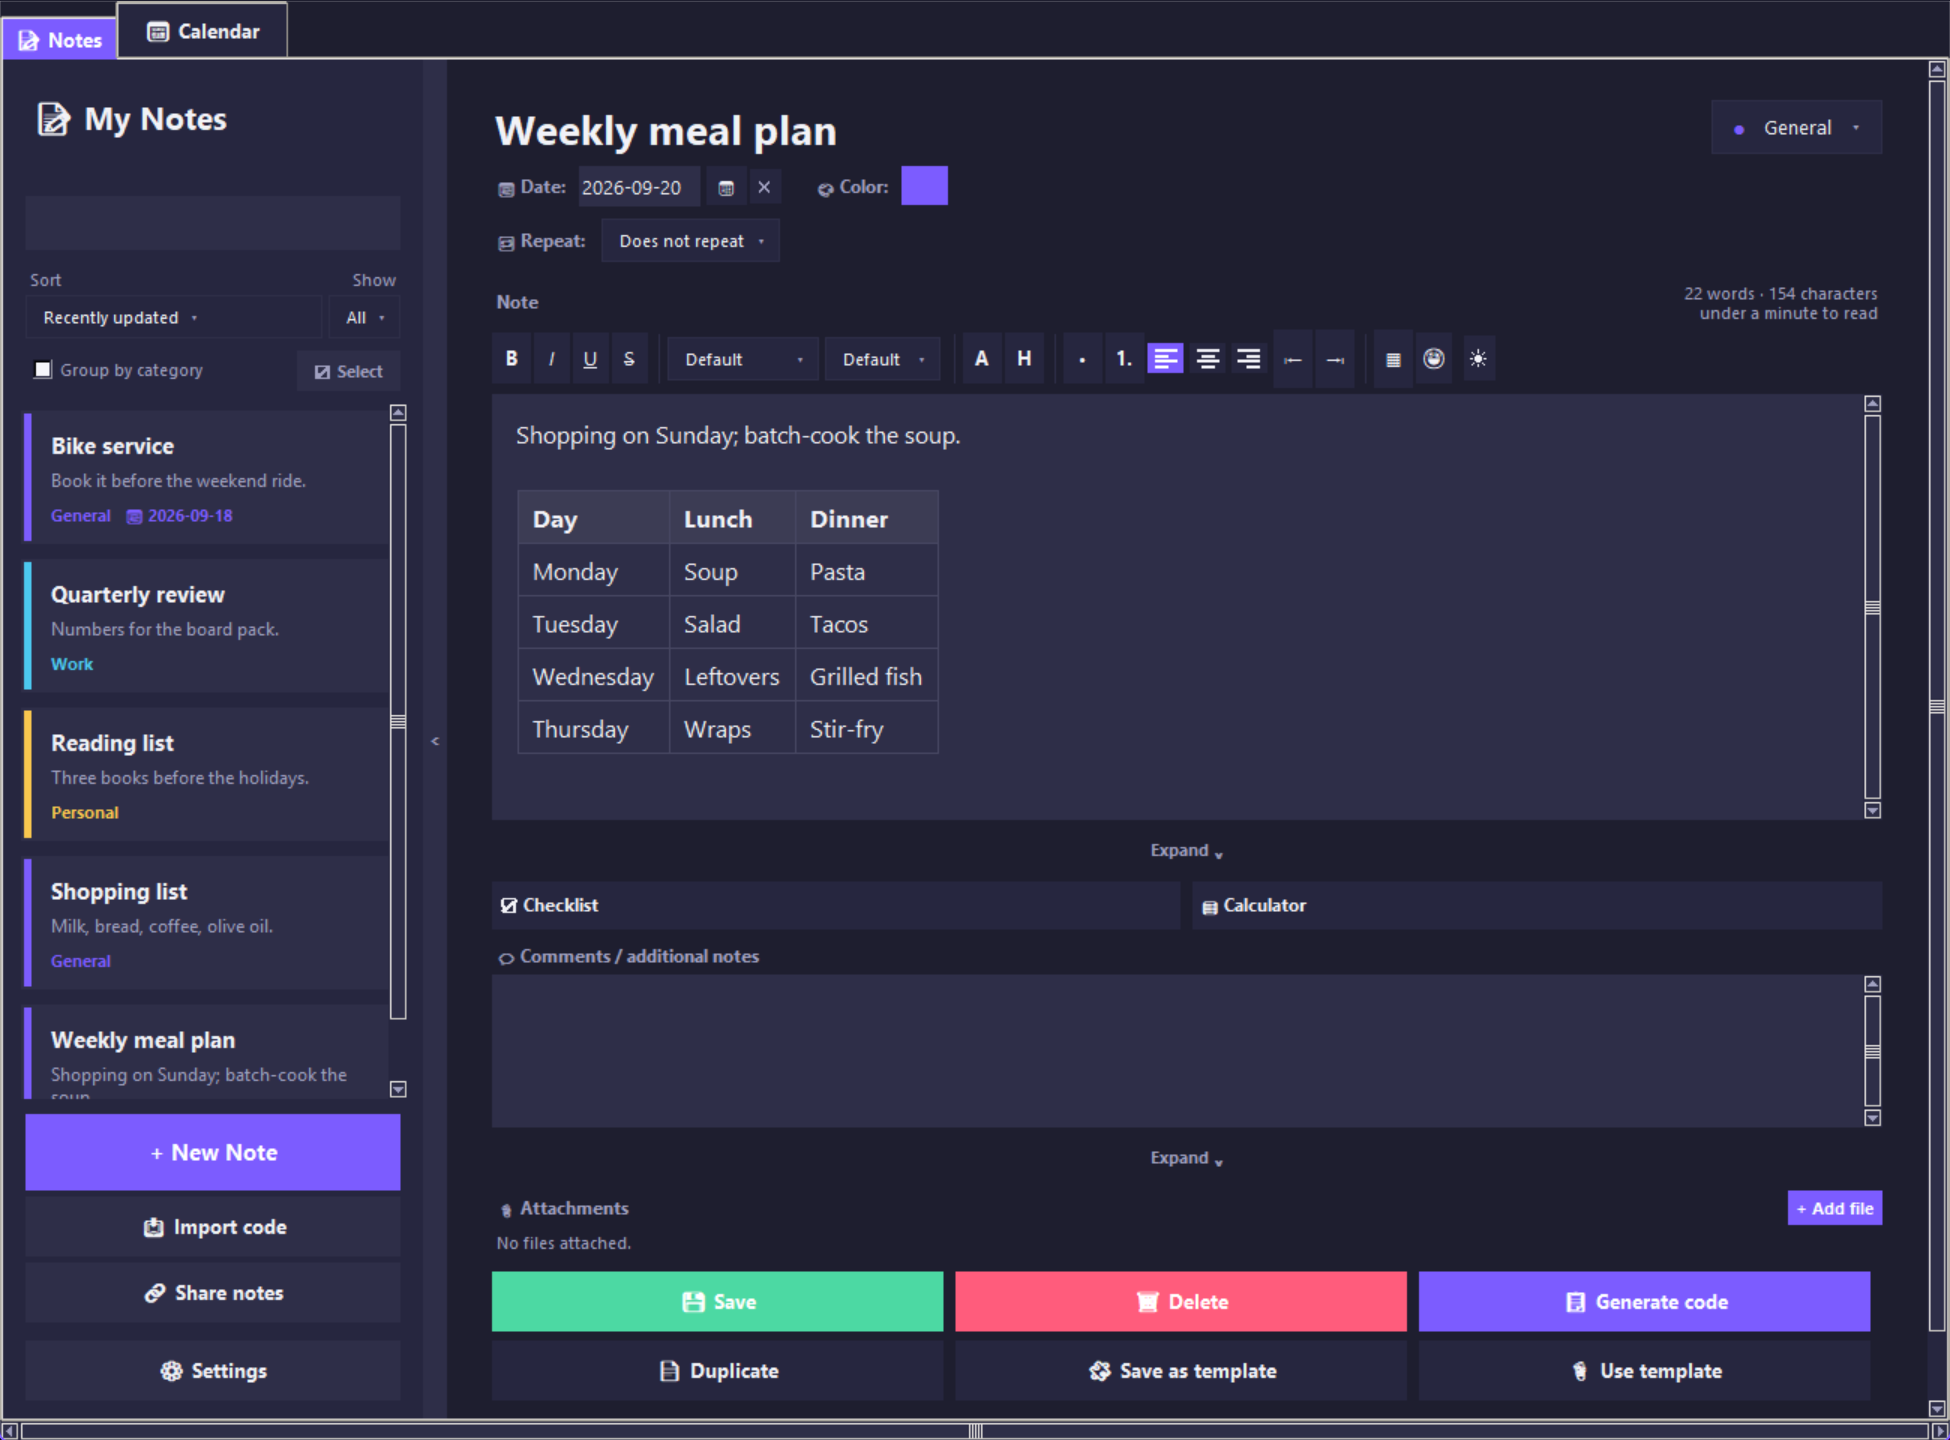 Notes
Calendar
My Notes
Sort
Show
Recently updated
All
Group by category
Select
Bike service
Book it before the weekend ride.
General 2026-09-18
Quarterly review
Numbers for the board pack.
Work
Reading list
Three books before the holidays.
Personal
Shopping list
Milk, bread, coffee, olive oil.
General
Weekly meal plan
Shopping on Sunday; batch-cook the
soup.
+ New Note
Import code
Share notes
Settings
<
Weekly meal plan
General
Date: 2026-09-20 × Color:
Repeat: Does not repeat
Note
22 words · 154 characters
under a minute to read
B I U S Default Default A H • 1.
Shopping on Sunday; batch-cook the soup.
Day Lunch Dinner
Monday Soup Pasta
Tuesday Salad Tacos
Wednesday Leftovers Grilled fish
Thursday Wraps Stir-fry
Expand
Checklist
Calculator
Comments / additional notes
Expand
Attachments
+ Add file
No files attached.
Save
Delete
Generate code
Duplicate
Save as template
Use template